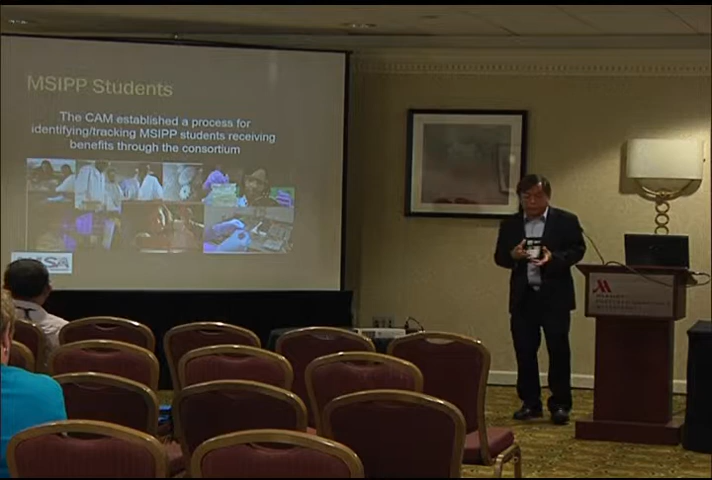 MSIPP Students
The CAM established a process for
identifying/tracking MSIPP students receiving
benefits through the consortium